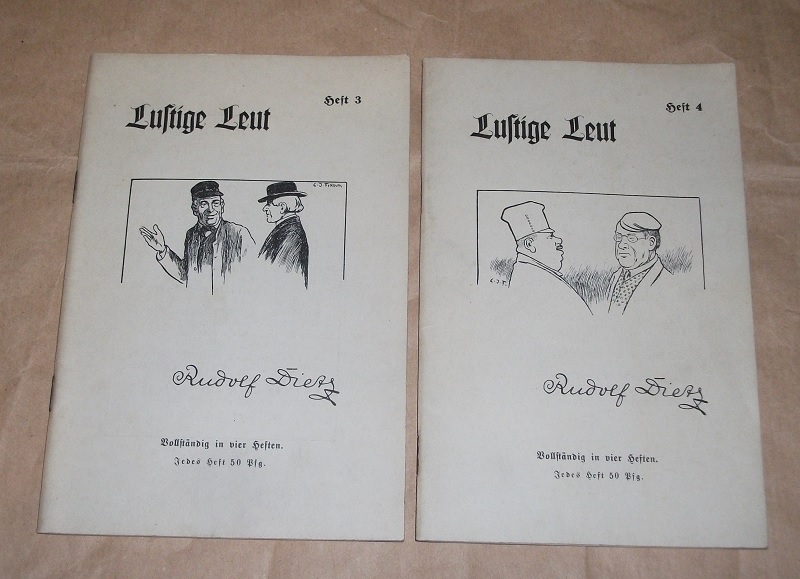 Heft 3
Luſtige Leut
Rudolf Dietz
Vollſtändig in vier Heften.
Jedes Heft 50 Pfg.
Heft 4
Luſtige Leut
E.J.F.
Rudolf Dietz
Vollſtändig in vier Heften.
Jedes Heft 50 Pfg.